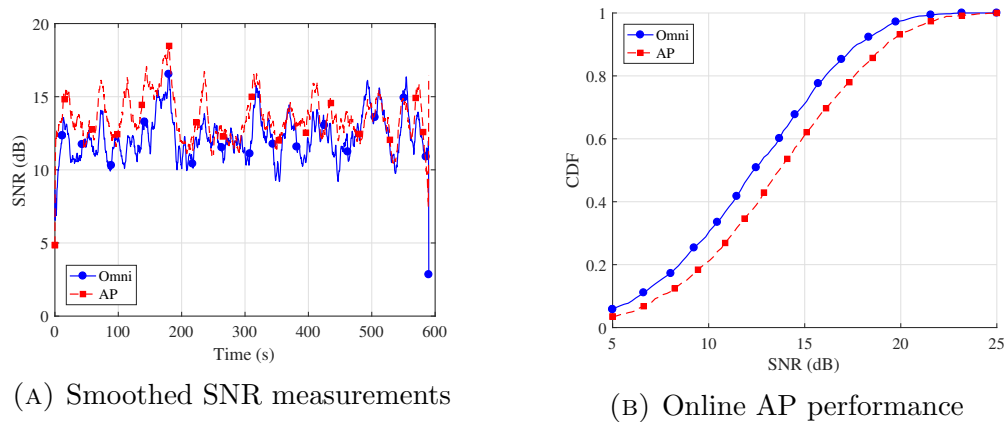 20
15
10
5
0
SNR (dB)
Omni
AP
0
100
200
300
400
500
600
Time (s)
(A) Smoothed SNR measurements
1
0.8
0.6
0.4
0.2
0
CDF
Omni
AP
5
10
15
20
25
SNR (dB)
(B) Online AP performance